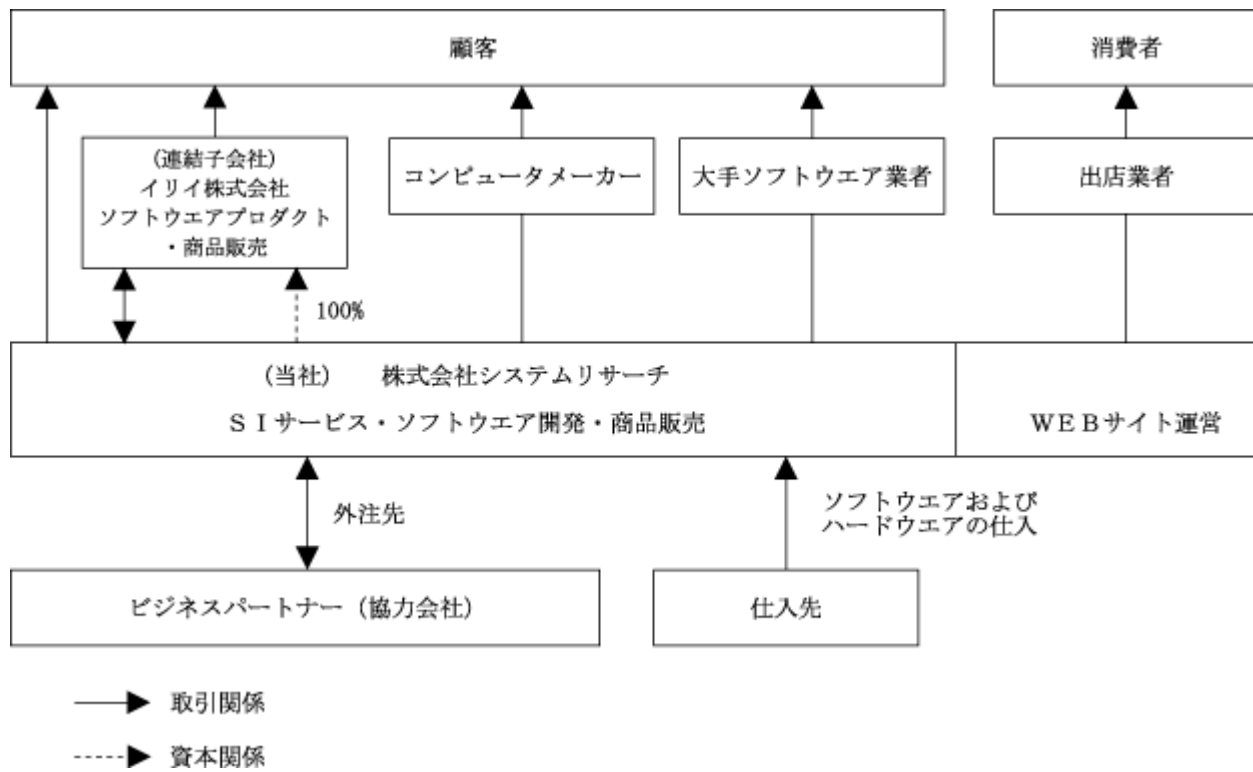 顧客
消費者
(連結子会社)
イリイ株式会社
ソフトウエアプロダクト
・商品販売
コンピュータメーカー
大手ソフトウエア業者
出店業者
100%
(当社) 株式会社システムリサーチ
SIサービス・ソフトウエア開発・商品販売
WEBサイト運営
外注先
ソフトウエアおよび
ハードウエアの仕入
ビジネスパートナー(協力会社)
仕入先
取引関係
資本関係